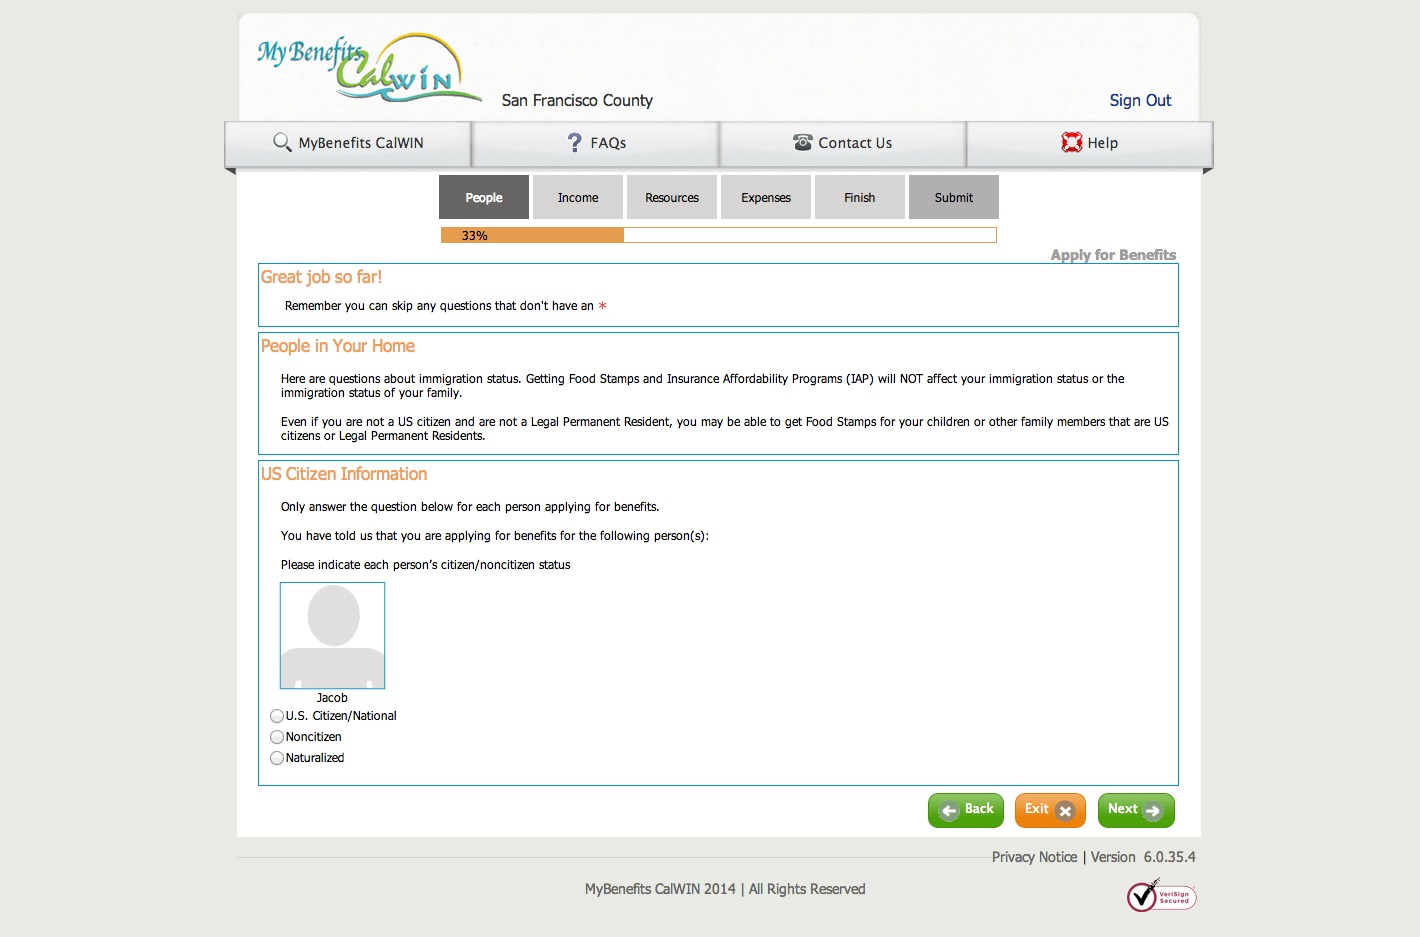 My Benefits
CalWIN
San Francisco County
Sign Out
MyBenefits CalWIN
? FAQs
Contact Us
Help
People
Income
Resources
Expenses
Finish
Submit
33%
Apply for Benefits
Great job so far!
Remember you can skip any questions that don't have an *
People in Your Home
Here are questions about immigration status. Getting Food Stamps and Insurance Affordability Programs (IAP) will NOT affect your immigration status or the
immigration status of your family.
Even if you are not a US citizen and are not a Legal Permanent Resident, you may be able to get Food Stamps for your children or other family members that are US
citizens or Legal Permanent Residents.
US Citizen Information
Only answer the question below for each person applying for benefits.
You have told us that you are applying for benefits for the following person(s):
Please indicate each person’s citizen/noncitizen status
Jacob
U.S. Citizen/National
Noncitizen
Naturalized
Back
Exit
Next
Privacy Notice | Version 6.0.35.4
MyBenefits CalWIN 2014 | All Rights Reserved
VeriSign
Secured